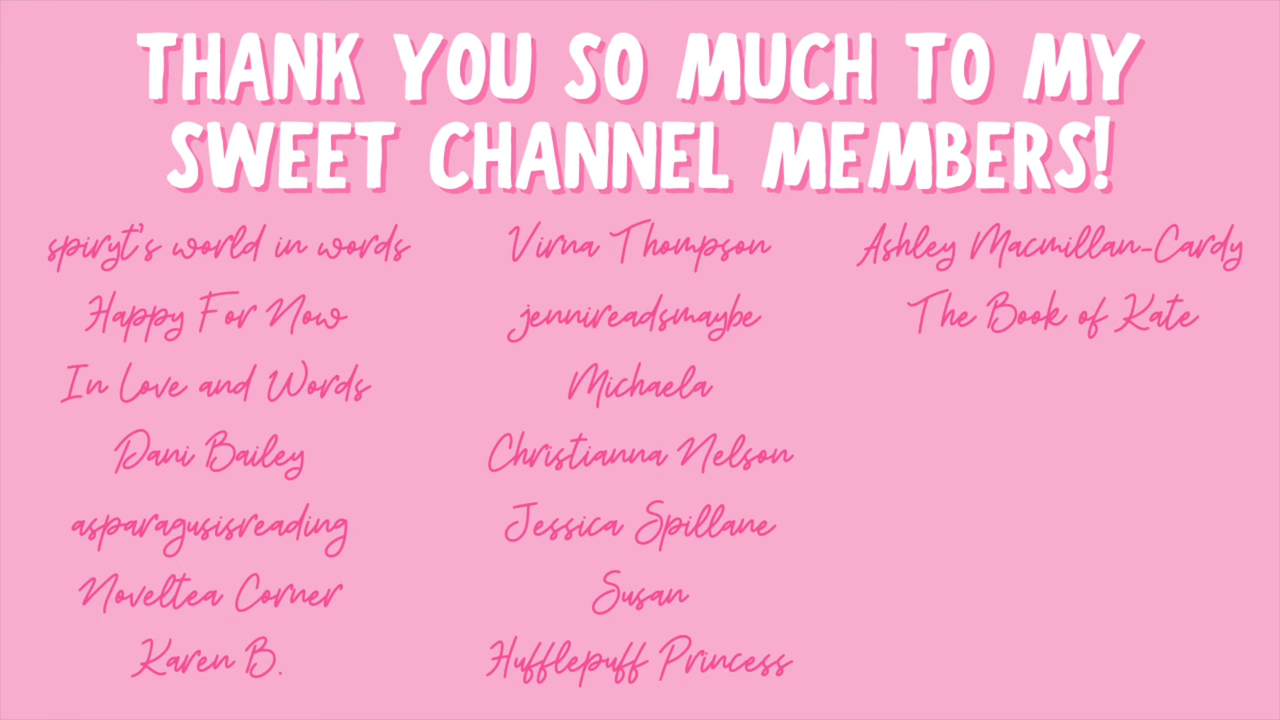 THANK YOU SO MUCH TO MY
SWEET CHANNEL MEMBERS!
spiryt's world in words
Happy For Now
In Love and Words
Dani Bailey
asparagusisreading
Noveltea Corner
Karen B.
Virna Thompson
jennireadsmaybe
Michaela
Christianna Nelson
Jessica Spillane
Susan
Hufflepuff Princess
Ashley Macmillan-Cardy
The Book of Kate